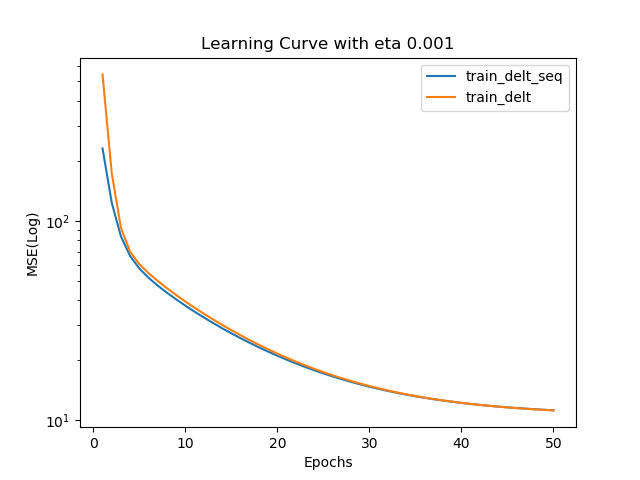 Learning Curve with eta 0.001
train_delt_seq
train_delt
MSE(Log)
10²
10¹
0 10 20 30 40 50
Epochs